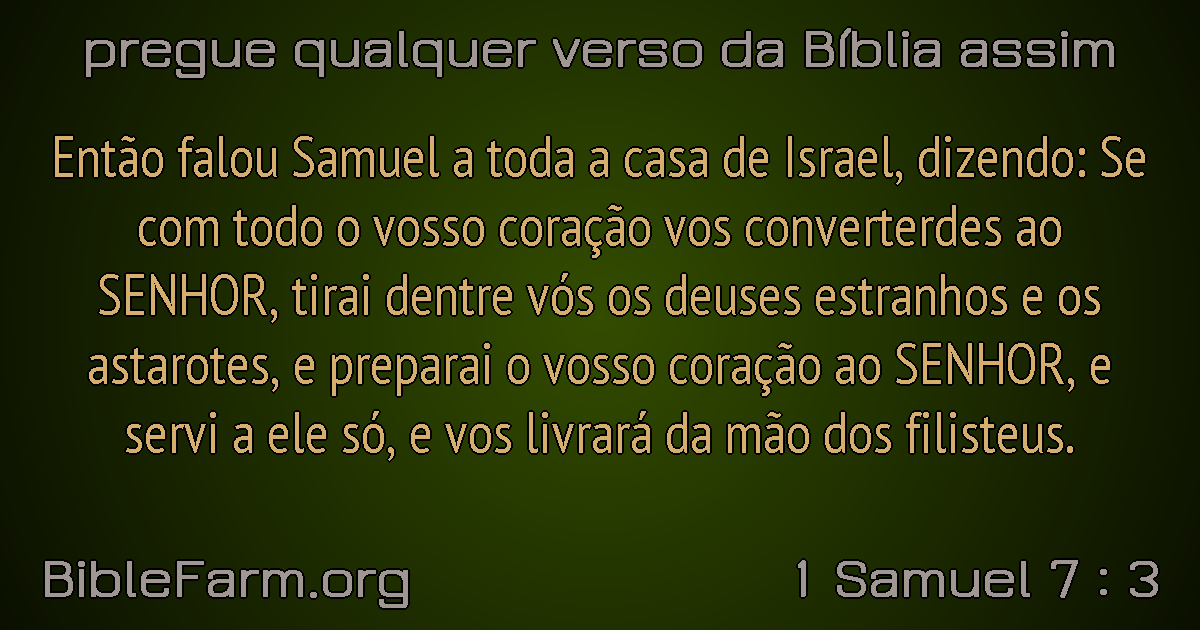 pregue qualquer verso da Bíblia assim
Então falou Samuel a toda a casa de Israel, dizendo: Se
com todo o vosso coração vos converterdes ao
SENHOR, tirai dentre vós os deuses estranhos e os
astarotes, e preparai o vosso coração ao SENHOR, e
servi a ele só, e vos livrará da mão dos filisteus.
BibleFarm.org
1 Samuel 7 : 3